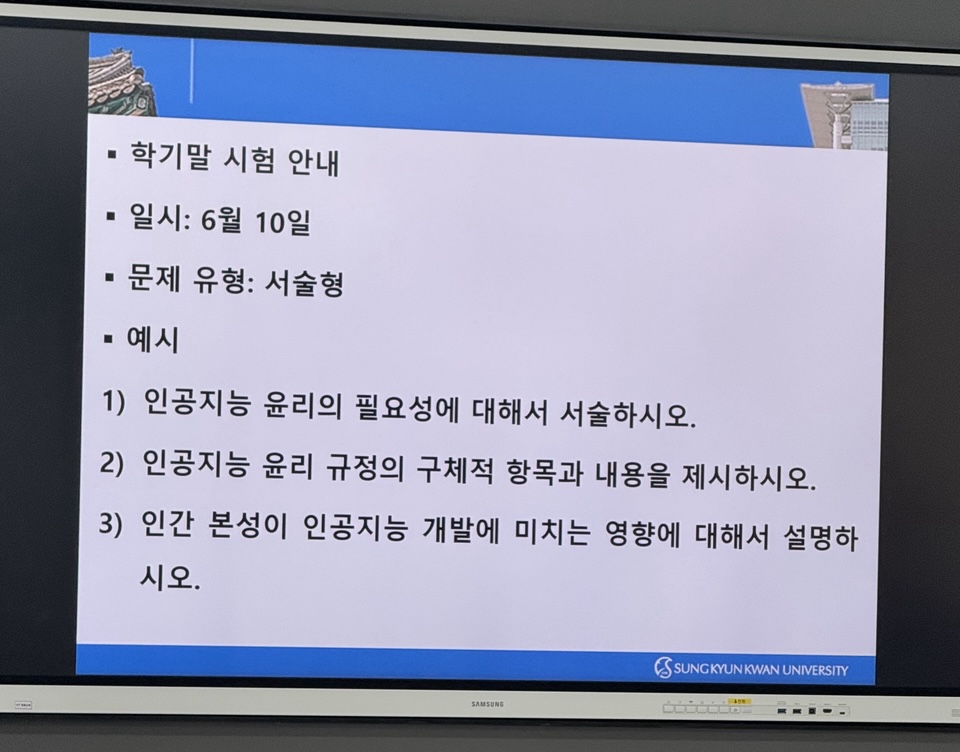 ▪ 학기말 시험 안내
▪ 일시: 6월 10일
▪ 문제 유형: 서술형
▪ 예시
1) 인공지능 윤리의 필요성에 대해서 서술하시오.
2) 인공지능 윤리 규정의 구체적 항목과 내용을 제시하시오.
3) 인간 본성이 인공지능 개발에 미치는 영향에 대해서 설명하
시오.
SUNG KYUN KWAN UNIVERSITY
SAMSUNG